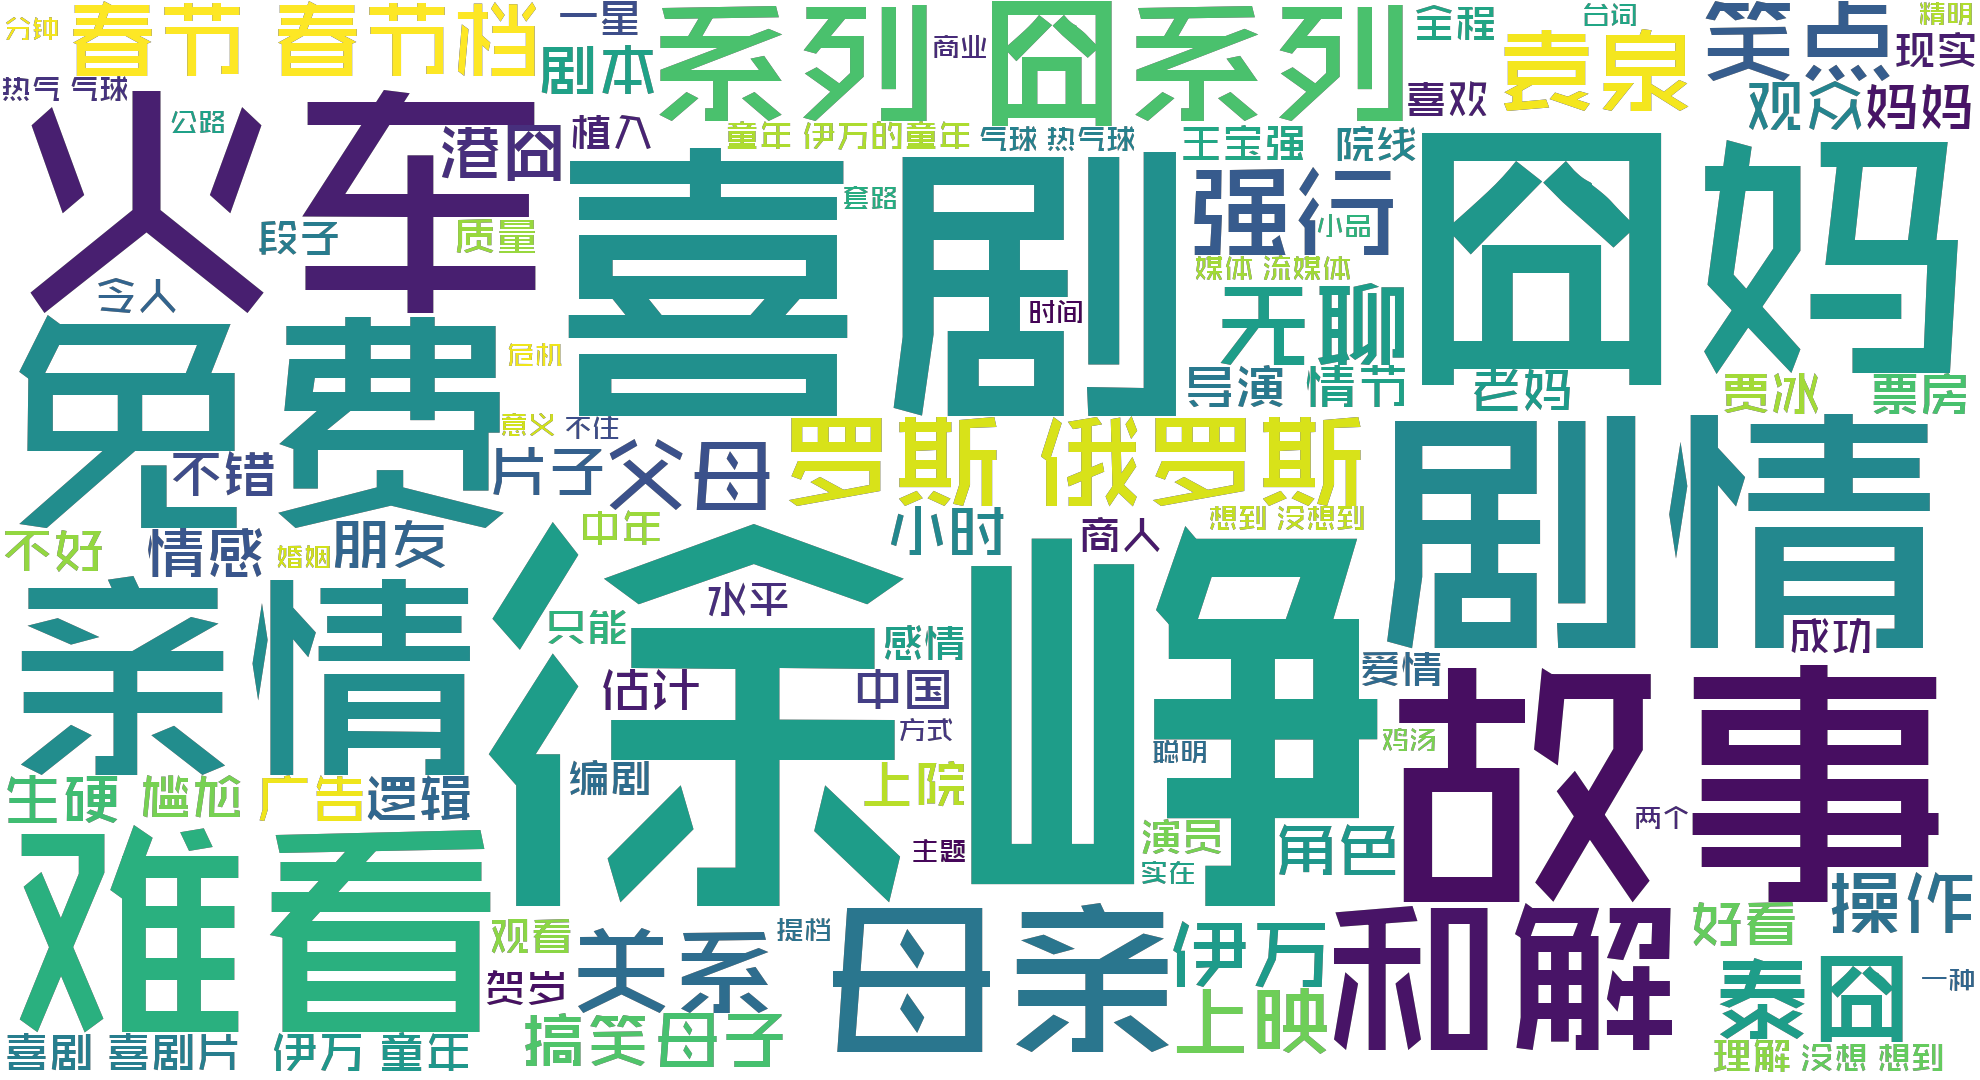 分钟
春节 春节档
一星
系列 囧系列
商业
全程
台词
笑点
精明
热气 气球
剧本
喜欢
袁泉
现实
公路
火车
港囧
植入
童年 伊万的童年
气球 热气球
王宝强
院线
观众
妈妈
喜剧
套路
强行
小品
囧妈
段子
质量
令人
媒体 流媒体
时间
无聊
免费
危机
导演
情节
老妈
贾冰
票房
意义
不住
罗斯 俄罗斯
剧情
不错
片子
父母
小时
商人
想到 没想到
不好
情感
婚姻
朋友
中年
徐峥
水平
亲情
只能
感情
成功
估计
中国
爱情
故事
方式
聪明
鸡汤
生硬
尴尬
广告
逻辑
编剧
上院
难看
主题
演员
实在
角色
两个
母亲
和解
操作
观看
提档
关系
伊万
好看
贺岁
泰囧
一种
搞笑
母子
上映
喜剧 喜剧片
伊万 童年
理解
没想 想到